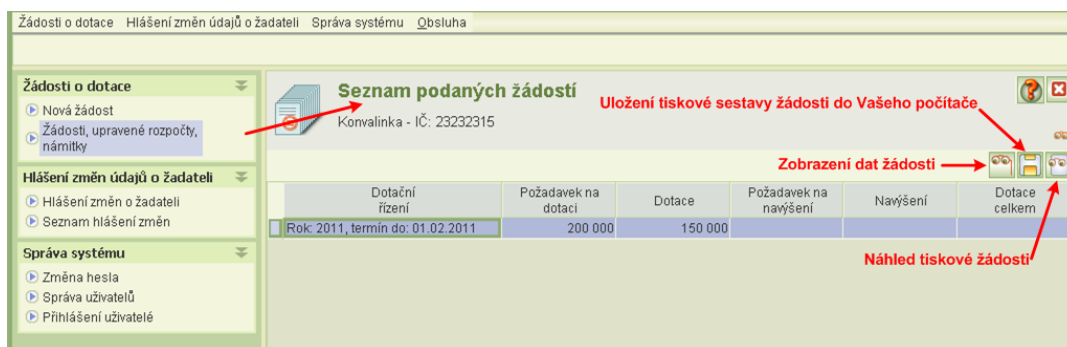 Žádosti o dotace Hlášení změn údajů o žadateli Správa systému Obsluha
Žádosti o dotace
Nová žádost
Žádosti, upravené rozpočty,
námitky
Hlášení změn údajů o žadateli
Hlášení změn o žadateli
Seznam hlášení změn
Správa systému
Změna hesla
Správa uživatelů
Přihlášení uživatelé
Seznam podaných žádostí
Konvalinka - IČ: 23232315
Uložení tiskové sestavy žádosti do Vašeho počítače
Zobrazení dat žádosti
Dotační
řízení
Požadavek na
dotaci
Dotace
Požadavek na
navýšení
Navýšení
Dotace
celkem
Rok: 2011, termín do: 01.02.2011 200 000 150 000
Náhled tiskové žádosti